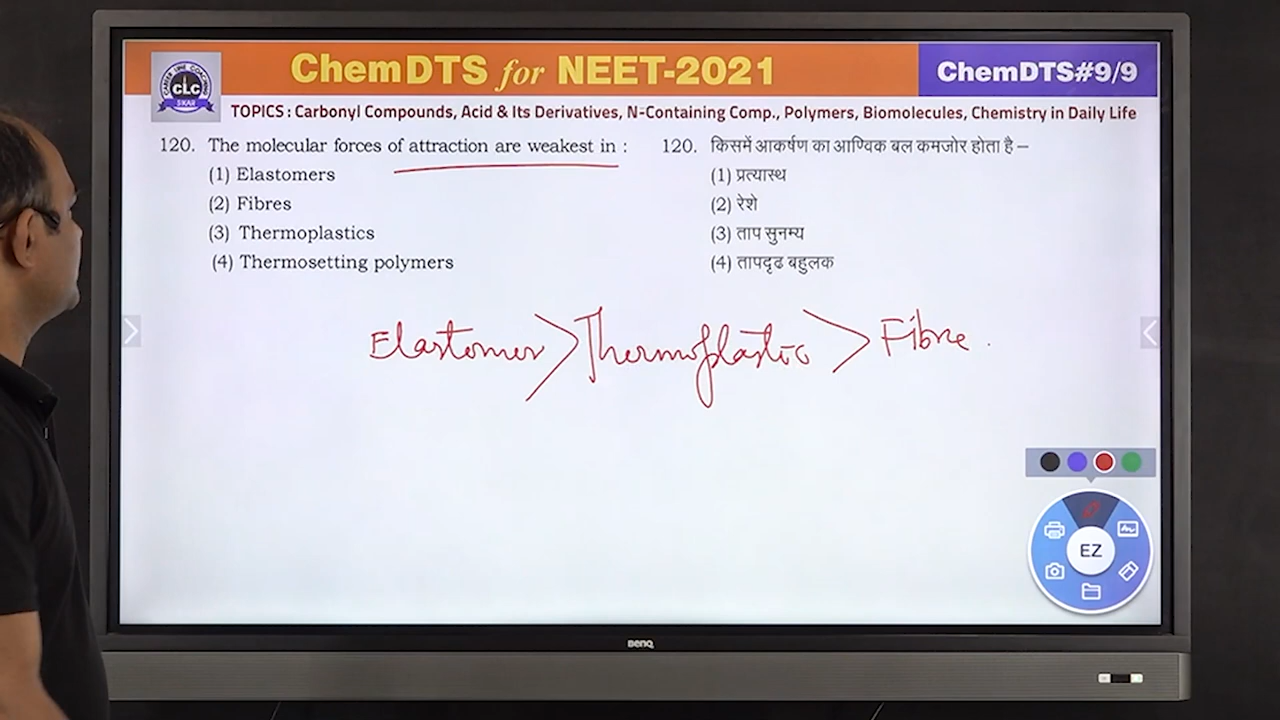 ChemDTS for NEET-2021
ChemDTS#9/9
CLC
SIKAR
TOPICS : Carbonyl Compounds, Acid & Its Derivatives, N-Containing Comp., Polymers, Biomolecules, Chemistry in Daily Life
120. The molecular forces of attraction are weakest in :
(1) Elastomers
(2) Fibres
(3) Thermoplastics
(4) Thermosetting polymers
120. किसमें आकर्षण का आण्विक बल कमजोर होता है –
(1) प्रत्यास्थ
(2) रेशे
(3) ताप सुनम्य
(4) तापदृढ बहुलक
Elastomer > Thermoplastic > Fibre .
EZ
BenQ